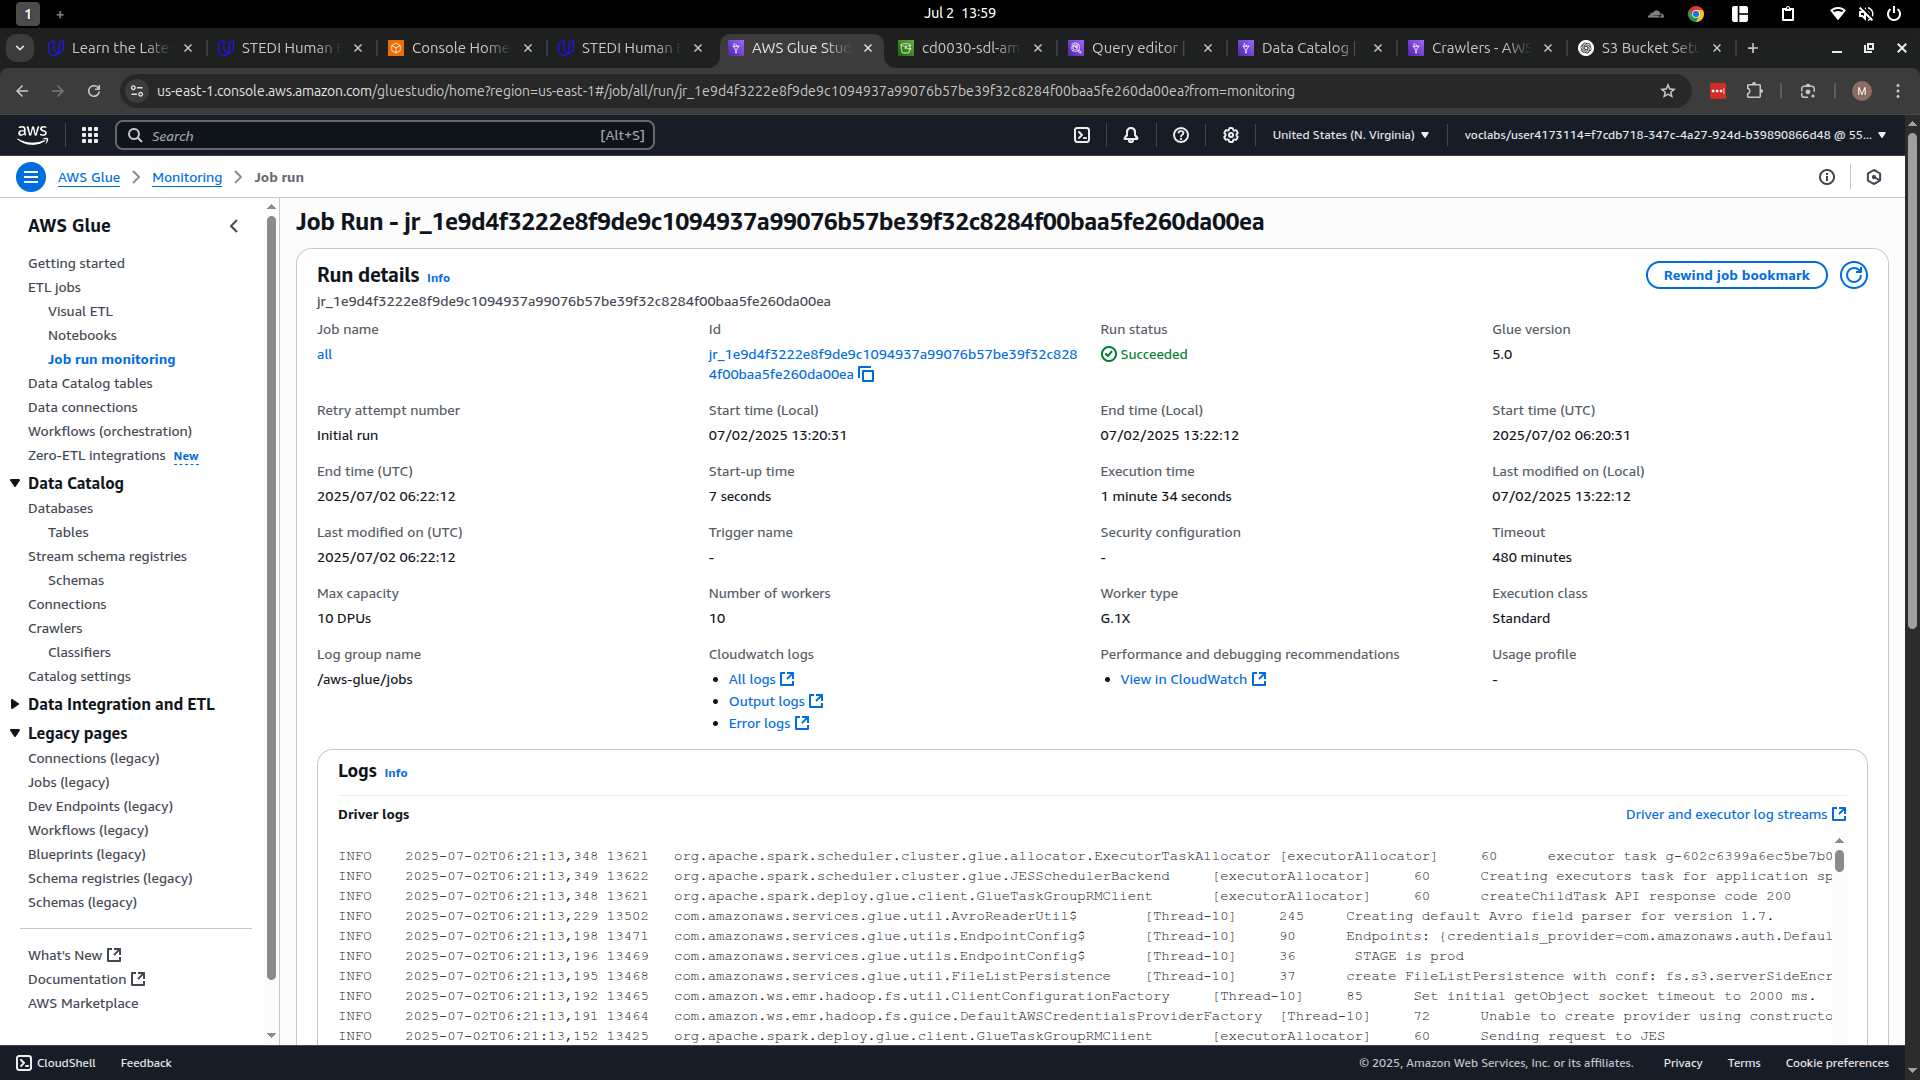 1
Jul 2 13:59
Learn the Late
STEDI Human E
Console Home
STEDI Human E
AWS Glue Stud
cd0030-sdl-am
Query editor |
Data Catalog |
Crawlers - AWS
S3 Bucket Setu
us-east-1.console.aws.amazon.com/gluestudio/home?region=us-east-1#/job/all/run/jr_1e9d4f3222e8f9de9c1094937a99076b57be39f32c8284f00baa5fe260da00ea?from=monitoring
M
aws
Search
[Alt+S]
United States (N. Virginia)
voclabs/user4173114=f7cdb718-347c-4a27-924d-b39890866d48 @ 55...
AWS Glue
Monitoring
Job run
AWS Glue
Getting started
ETL jobs
Visual ETL
Notebooks
Job run monitoring
Data Catalog tables
Data connections
Workflows (orchestration)
Zero-ETL integrations New
Data Catalog
Databases
Tables
Stream schema registries
Schemas
Connections
Crawlers
Classifiers
Catalog settings
Data Integration and ETL
Legacy pages
Connections (legacy)
Jobs (legacy)
Dev Endpoints (legacy)
Workflows (legacy)
Blueprints (legacy)
Schema registries (legacy)
Schemas (legacy)
What's New
Documentation
AWS Marketplace
Job Run - jr_1e9d4f3222e8f9de9c1094937a99076b57be39f32c8284f00baa5fe260da00ea
Run details Info
Rewind job bookmark
jr_1e9d4f3222e8f9de9c1094937a99076b57be39f32c8284f00baa5fe260da00ea
Job name
all
Id
jr_1e9d4f3222e8f9de9c1094937a99076b57be39f32c828
4f00baa5fe260da00ea
Run status
Succeeded
Glue version
5.0
Retry attempt number
Initial run
Start time (Local)
07/02/2025 13:20:31
End time (Local)
07/02/2025 13:22:12
Start time (UTC)
2025/07/02 06:20:31
End time (UTC)
2025/07/02 06:22:12
Start-up time
7 seconds
Execution time
1 minute 34 seconds
Last modified on (Local)
07/02/2025 13:22:12
Last modified on (UTC)
2025/07/02 06:22:12
Trigger name
-
Security configuration
-
Timeout
480 minutes
Max capacity
10 DPUs
Number of workers
10
Worker type
G.1X
Execution class
Standard
Log group name
/aws-glue/jobs
Cloudwatch logs
All logs
Output logs
Error logs
Performance and debugging recommendations
View in CloudWatch
Usage profile
-
Logs Info
Driver logs
Driver and executor log streams
INFO 2025-07-02T06:21:13,348 13621 org.apache.spark.scheduler.cluster.glue.allocator.ExecutorTaskAllocator [executorAllocator] 60 executor task g-602c6399a6ec5be7b0
INFO 2025-07-02T06:21:13,349 13622 org.apache.spark.scheduler.cluster.glue.JESSchedulerBackend [executorAllocator] 60 Creating executors task for application sp
INFO 2025-07-02T06:21:13,348 13621 org.apache.spark.deploy.glue.client.GlueTaskGroupRMClient [executorAllocator] 60 createChildTask API response code 200
INFO 2025-07-02T06:21:13,229 13502 com.amazonaws.services.glue.util.AvroReaderUtil$ [Thread-10] 245 Creating default Avro field parser for version 1.7.
INFO 2025-07-02T06:21:13,198 13471 com.amazonaws.services.glue.utils.EndpointConfig$ [Thread-10] 90 Endpoints: {credentials_provider=com.amazonaws.auth.Defaul
INFO 2025-07-02T06:21:13,196 13469 com.amazonaws.services.glue.utils.EndpointConfig$ [Thread-10] 36 STAGE is prod
INFO 2025-07-02T06:21:13,195 13468 com.amazonaws.services.glue.util.FileListPersistence [Thread-10] 37 create FileListPersistence with conf: fs.s3.serverSideEncr
INFO 2025-07-02T06:21:13,192 13465 com.amazon.ws.emr.hadoop.fs.util.ClientConfigurationFactory [Thread-10] 85 Set initial getObject socket timeout to 2000 ms.
INFO 2025-07-02T06:21:13,191 13464 com.amazon.ws.emr.hadoop.fs.guice.DefaultAWSCredentialsProviderFactory [Thread-10] 72 Unable to create provider using constructo
INFO 2025-07-02T06:21:13,152 13425 org.apache.spark.deploy.glue.client.GlueTaskGroupRMClient [executorAllocator] 60 Sending request to JES
CloudShell
Feedback
© 2025, Amazon Web Services, Inc. or its affiliates.
Privacy
Terms
Cookie preferences